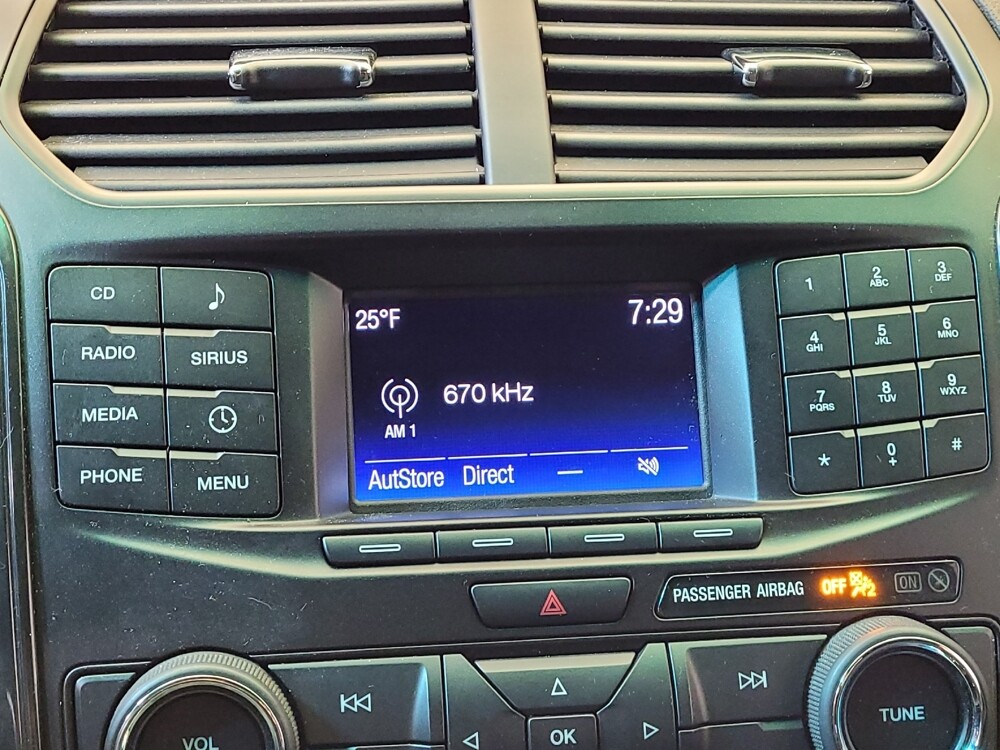 25°F 7:29
670 kHz
AM 1
AutStore Direct —
CD
RADIO SIRIUS
MEDIA
PHONE MENU
1 2 ABC 3 DEF
4 GHI 5 JKL 6 MNO
7 PQRS 8 TUV 9 WXYZ
* 0 + #
PASSENGER AIRBAG OFF 2 ON
VOL OK TUNE